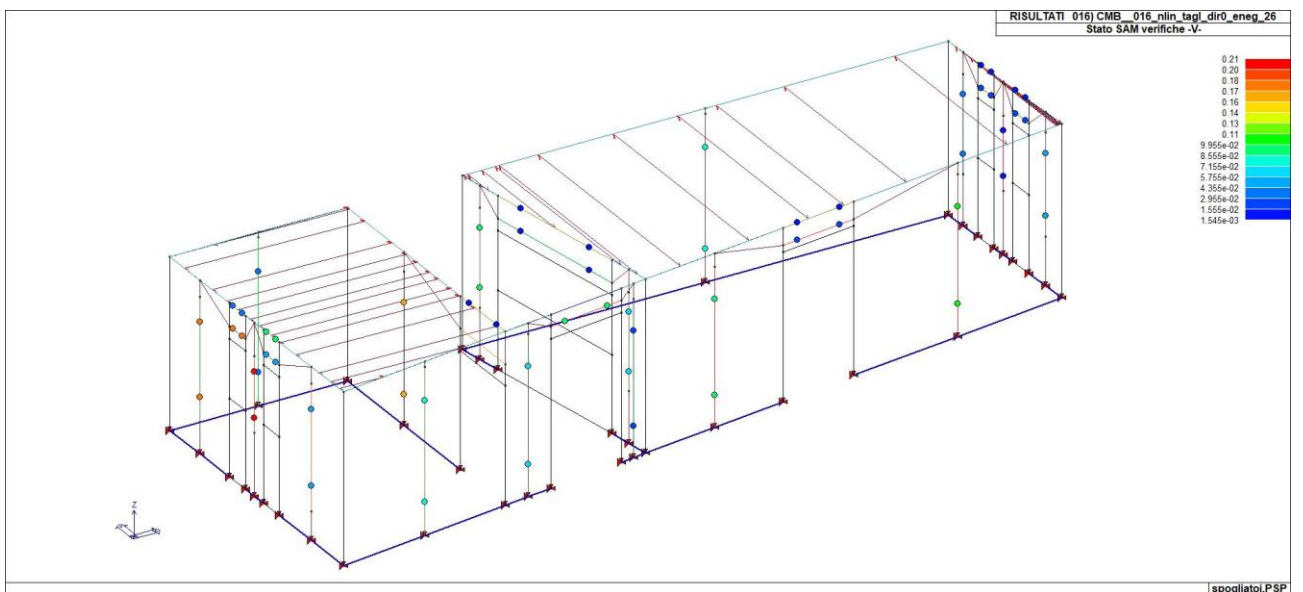 RISULTATI 016) CMB__016_nlin_tagl_dir0_eneg_26
Stato SAM verifiche -V-
0.21
0.20
0.18
0.17
0.16
0.14
0.13
0.11
9.955e-02
8.555e-02
7.155e-02
5.755e-02
4.355e-02
2.955e-02
1.555e-02
1.545e-03
Z
spogliatoi.PSP